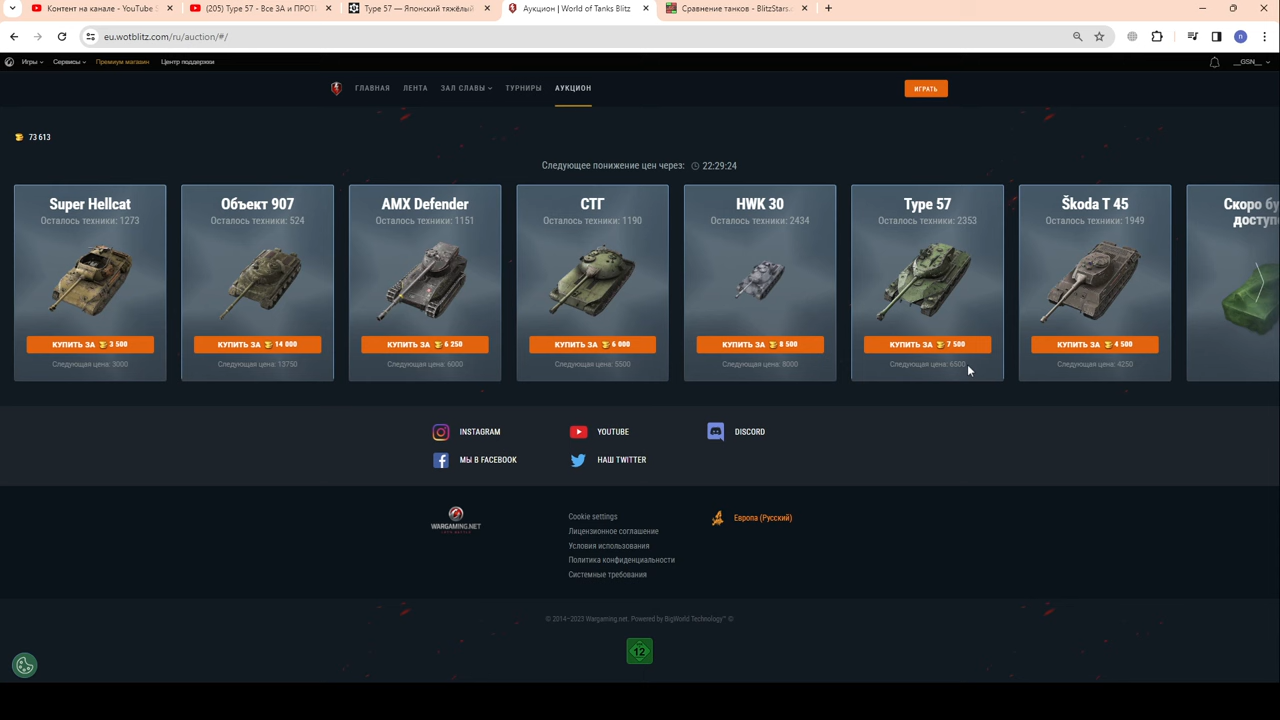 Контент на канале - YouTube S
(205) Type 57 - Все ЗА и ПРОТИ
Type 57 — Японский тяжёлый
Аукцион | World of Tanks Blitz
Сравнение танков - BlitzStars.
eu.wotblitz.com/ru/auction/#/
n
Игры
Сервисы
Премиум магазин
Центр поддержки
__GSN__
ГЛАВНАЯ
ЛЕНТА
ЗАЛ СЛАВЫ
ТУРНИРЫ
АУКЦИОН
ИГРАТЬ
73 613
Следующее понижение цен через: 22:29:24
Super Hellcat
Осталось техники: 1273
КУПИТЬ ЗА 3 500
Следующая цена: 3000
Объект 907
Осталось техники: 524
КУПИТЬ ЗА 14 000
Следующая цена: 13750
AMX Defender
Осталось техники: 1151
КУПИТЬ ЗА 6 250
Следующая цена: 6000
СТГ
Осталось техники: 1190
КУПИТЬ ЗА 6 000
Следующая цена: 5500
HWK 30
Осталось техники: 2434
КУПИТЬ ЗА 8 500
Следующая цена: 8000
Type 57
Осталось техники: 2353
КУПИТЬ ЗА 7 500
Следующая цена: 6500
Škoda T 45
Осталось техники: 1949
КУПИТЬ ЗА 4 500
Следующая цена: 4250
Скоро бу
доступн
INSTAGRAM
YOUTUBE
DISCORD
МЫ В FACEBOOK
НАШ TWITTER
WARGAMING.NET
Cookie settings
Лицензионное соглашение
Условия использования
Политика конфиденциальности
Системные требования
Европа (Русский)
© 2014–2023 Wargaming.net. Powered by BigWorld Technology™ ©
12